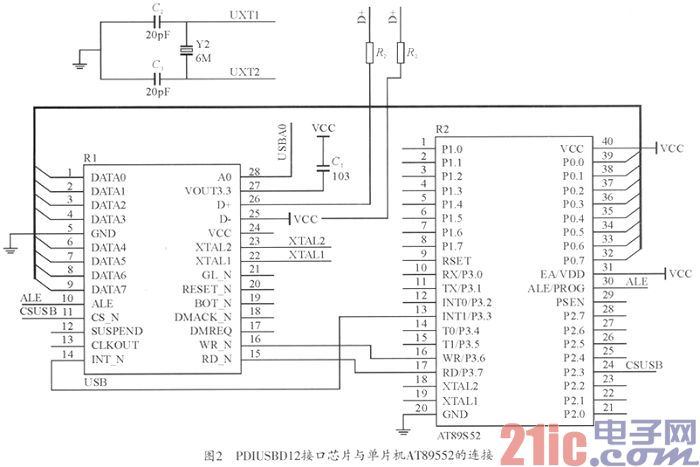 C2
20pF
UXT1
Y2
6M
C3
20pF
UXT2
D+
D+
R2
R3
USBA0
VCC
C1
103
R1
1 DATA0
2 DATA1
3 DATA2
4 DATA3
5 GND
6 DATA4
7 DATA5
8 DATA6
9 DATA7
ALE 10 ALE
CSUSB 11 CS_N
12 SUSPEND
13 CLKOUT
14 INT_N
A0 28
VOUT3.3 27
D+ 26
D- 25 VCC
VCC 24
XTAL2 23 XTAL2
XTAL1 22 XTAL1
GL_N 21
RESET_N 20
BOT_N 19
DMACK_N 18
DMREQ 17
WR_N 16
RD_N 15
USB
R2
1 P1.0
2 P1.1
3 P1.2
4 P1.3
5 P1.4
6 P1.5
7 P1.6
8 P1.7
9 RSET
10 RX/P3.0
11 TX/P3.1
12 INT0/P3.2
13 INT1/P3.3
14 T0/P3.4
15 T1/P3.5
16 WR/P3.6
17 RD/P3.7
18 XTAL2
19 XTAL1
20 GND
VCC 40 VCC
P0.0 39
P0.1 38
P0.2 37
P0.3 36
P0.4 35
P0.5 34
P0.6 33
P0.7 32
EA/VDD 31 VCC
ALE/PROG 30 ALE
PSEN 29
P2.7 28
P2.6 27
P2.5 26
P2.4 25
P2.3 24 CSUSB
P2.2 23
P2.1 22
P2.0 21
AT89S52
图2 PDIUSBD12接口芯片与单片机AT89552的连接
21ic电子网